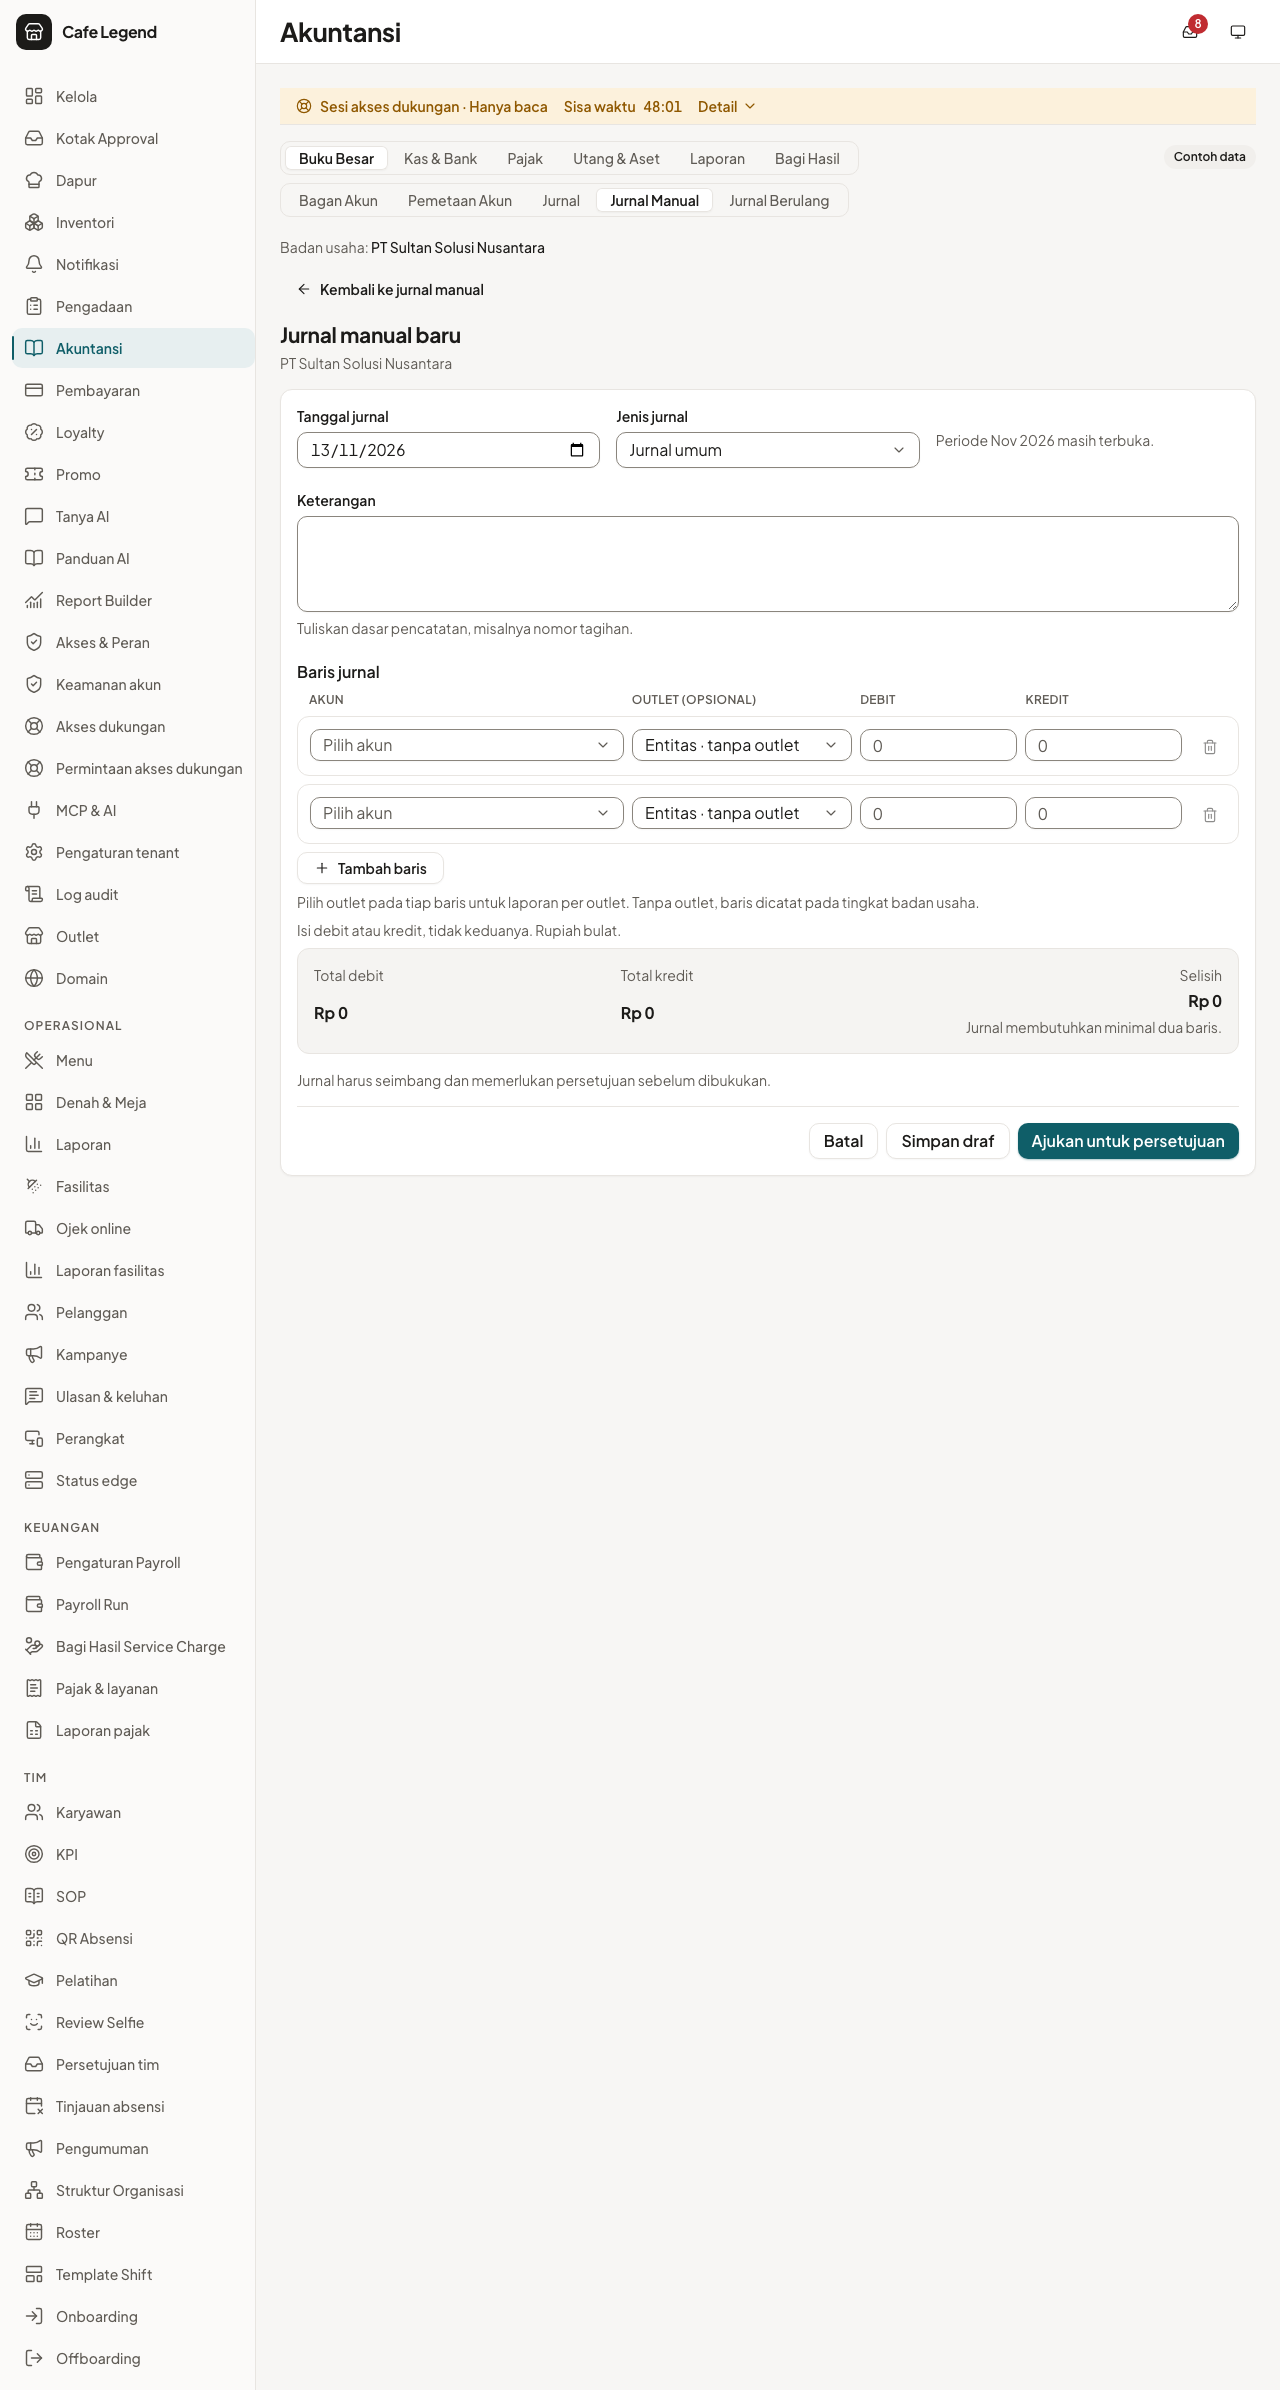 Cafe Legend
Akuntansi
8
Kelola
Kotak Approval
Dapur
Inventori
Notifikasi
Pengadaan
Akuntansi
Pembayaran
Loyalty
Promo
Tanya AI
Panduan AI
Report Builder
Akses & Peran
Keamanan akun
Akses dukungan
Permintaan akses dukungan
MCP & AI
Pengaturan tenant
Log audit
Outlet
Domain
OPERASIONAL
Menu
Denah & Meja
Laporan
Fasilitas
Ojek online
Laporan fasilitas
Pelanggan
Kampanye
Ulasan & keluhan
Perangkat
Status edge
KEUANGAN
Pengaturan Payroll
Payroll Run
Bagi Hasil Service Charge
Pajak & layanan
Laporan pajak
TIM
Karyawan
KPI
SOP
QR Absensi
Pelatihan
Review Selfie
Persetujuan tim
Tinjauan absensi
Pengumuman
Struktur Organisasi
Roster
Template Shift
Onboarding
Offboarding
Sesi akses dukungan · Hanya baca Sisa waktu 48:01 Detail
Buku Besar Kas & Bank Pajak Utang & Aset Laporan Bagi Hasil Contoh data
Bagan Akun Pemetaan Akun Jurnal Jurnal Manual Jurnal Berulang
Badan usaha: PT Sultan Solusi Nusantara
Kembali ke jurnal manual
Jurnal manual baru
PT Sultan Solusi Nusantara
Tanggal jurnal Jenis jurnal
13/11/2026 Jurnal umum Periode Nov 2026 masih terbuka.
Keterangan
Tuliskan dasar pencatatan, misalnya nomor tagihan.
Baris jurnal
AKUN OUTLET (OPSIONAL) DEBIT KREDIT
Pilih akun Entitas · tanpa outlet 0 0
Pilih akun Entitas · tanpa outlet 0 0
Tambah baris
Pilih outlet pada tiap baris untuk laporan per outlet. Tanpa outlet, baris dicatat pada tingkat badan usaha.
Isi debit atau kredit, tidak keduanya. Rupiah bulat.
Total debit Total kredit Selisih
Rp 0 Rp 0 Rp 0
Jurnal membutuhkan minimal dua baris.
Jurnal harus seimbang dan memerlukan persetujuan sebelum dibukukan.
Batal Simpan draf Ajukan untuk persetujuan